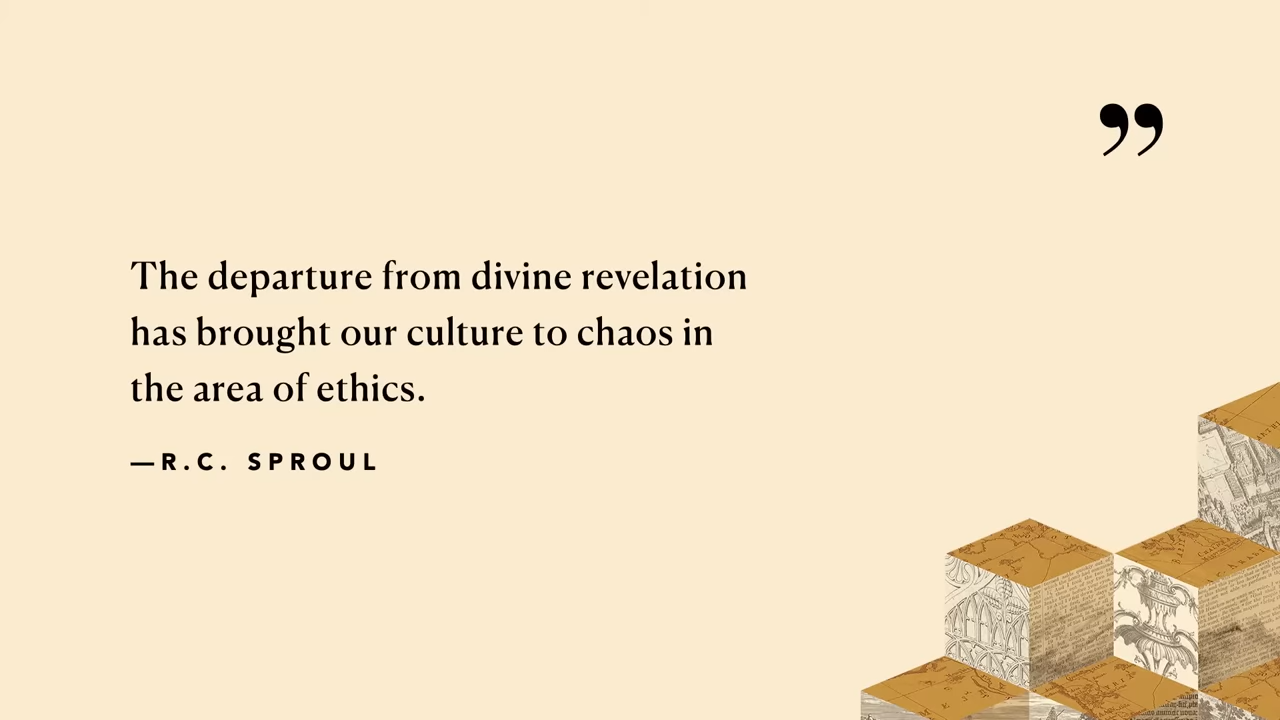 ”
The departure from divine revelation
has brought our culture to chaos in
the area of ethics.
—R.C. SPROUL